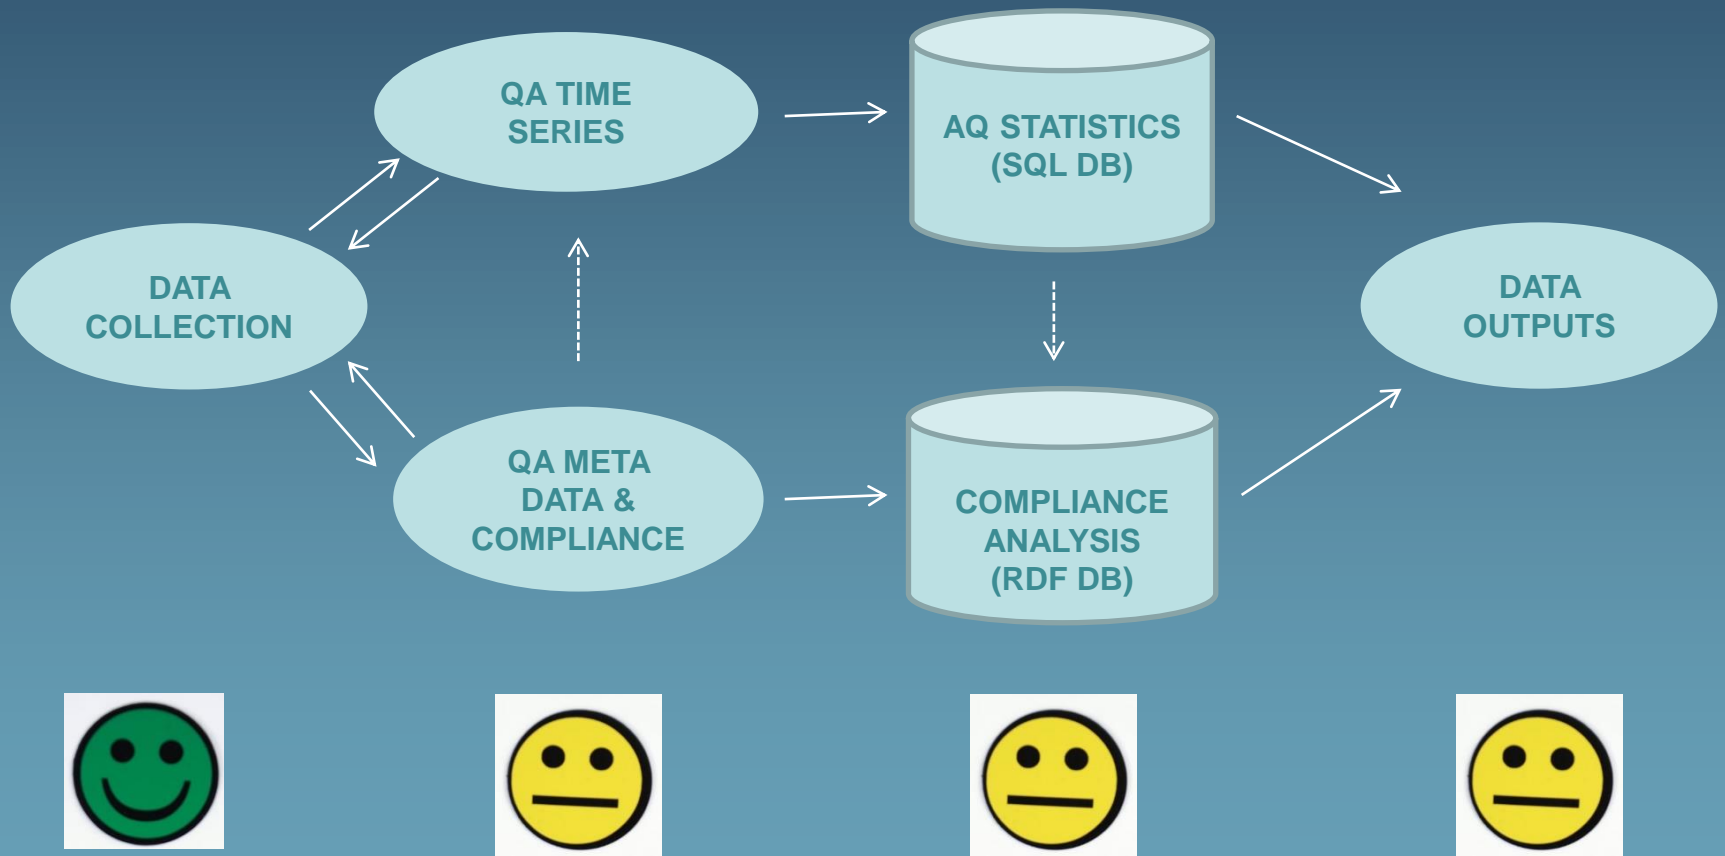 QA TIME
SERIES
AQ STATISTICS
(SQL DB)
DATA
COLLECTION
DATA
OUTPUTS
QA META
DATA &
COMPLIANCE
COMPLIANCE
ANALYSIS
(RDF DB)